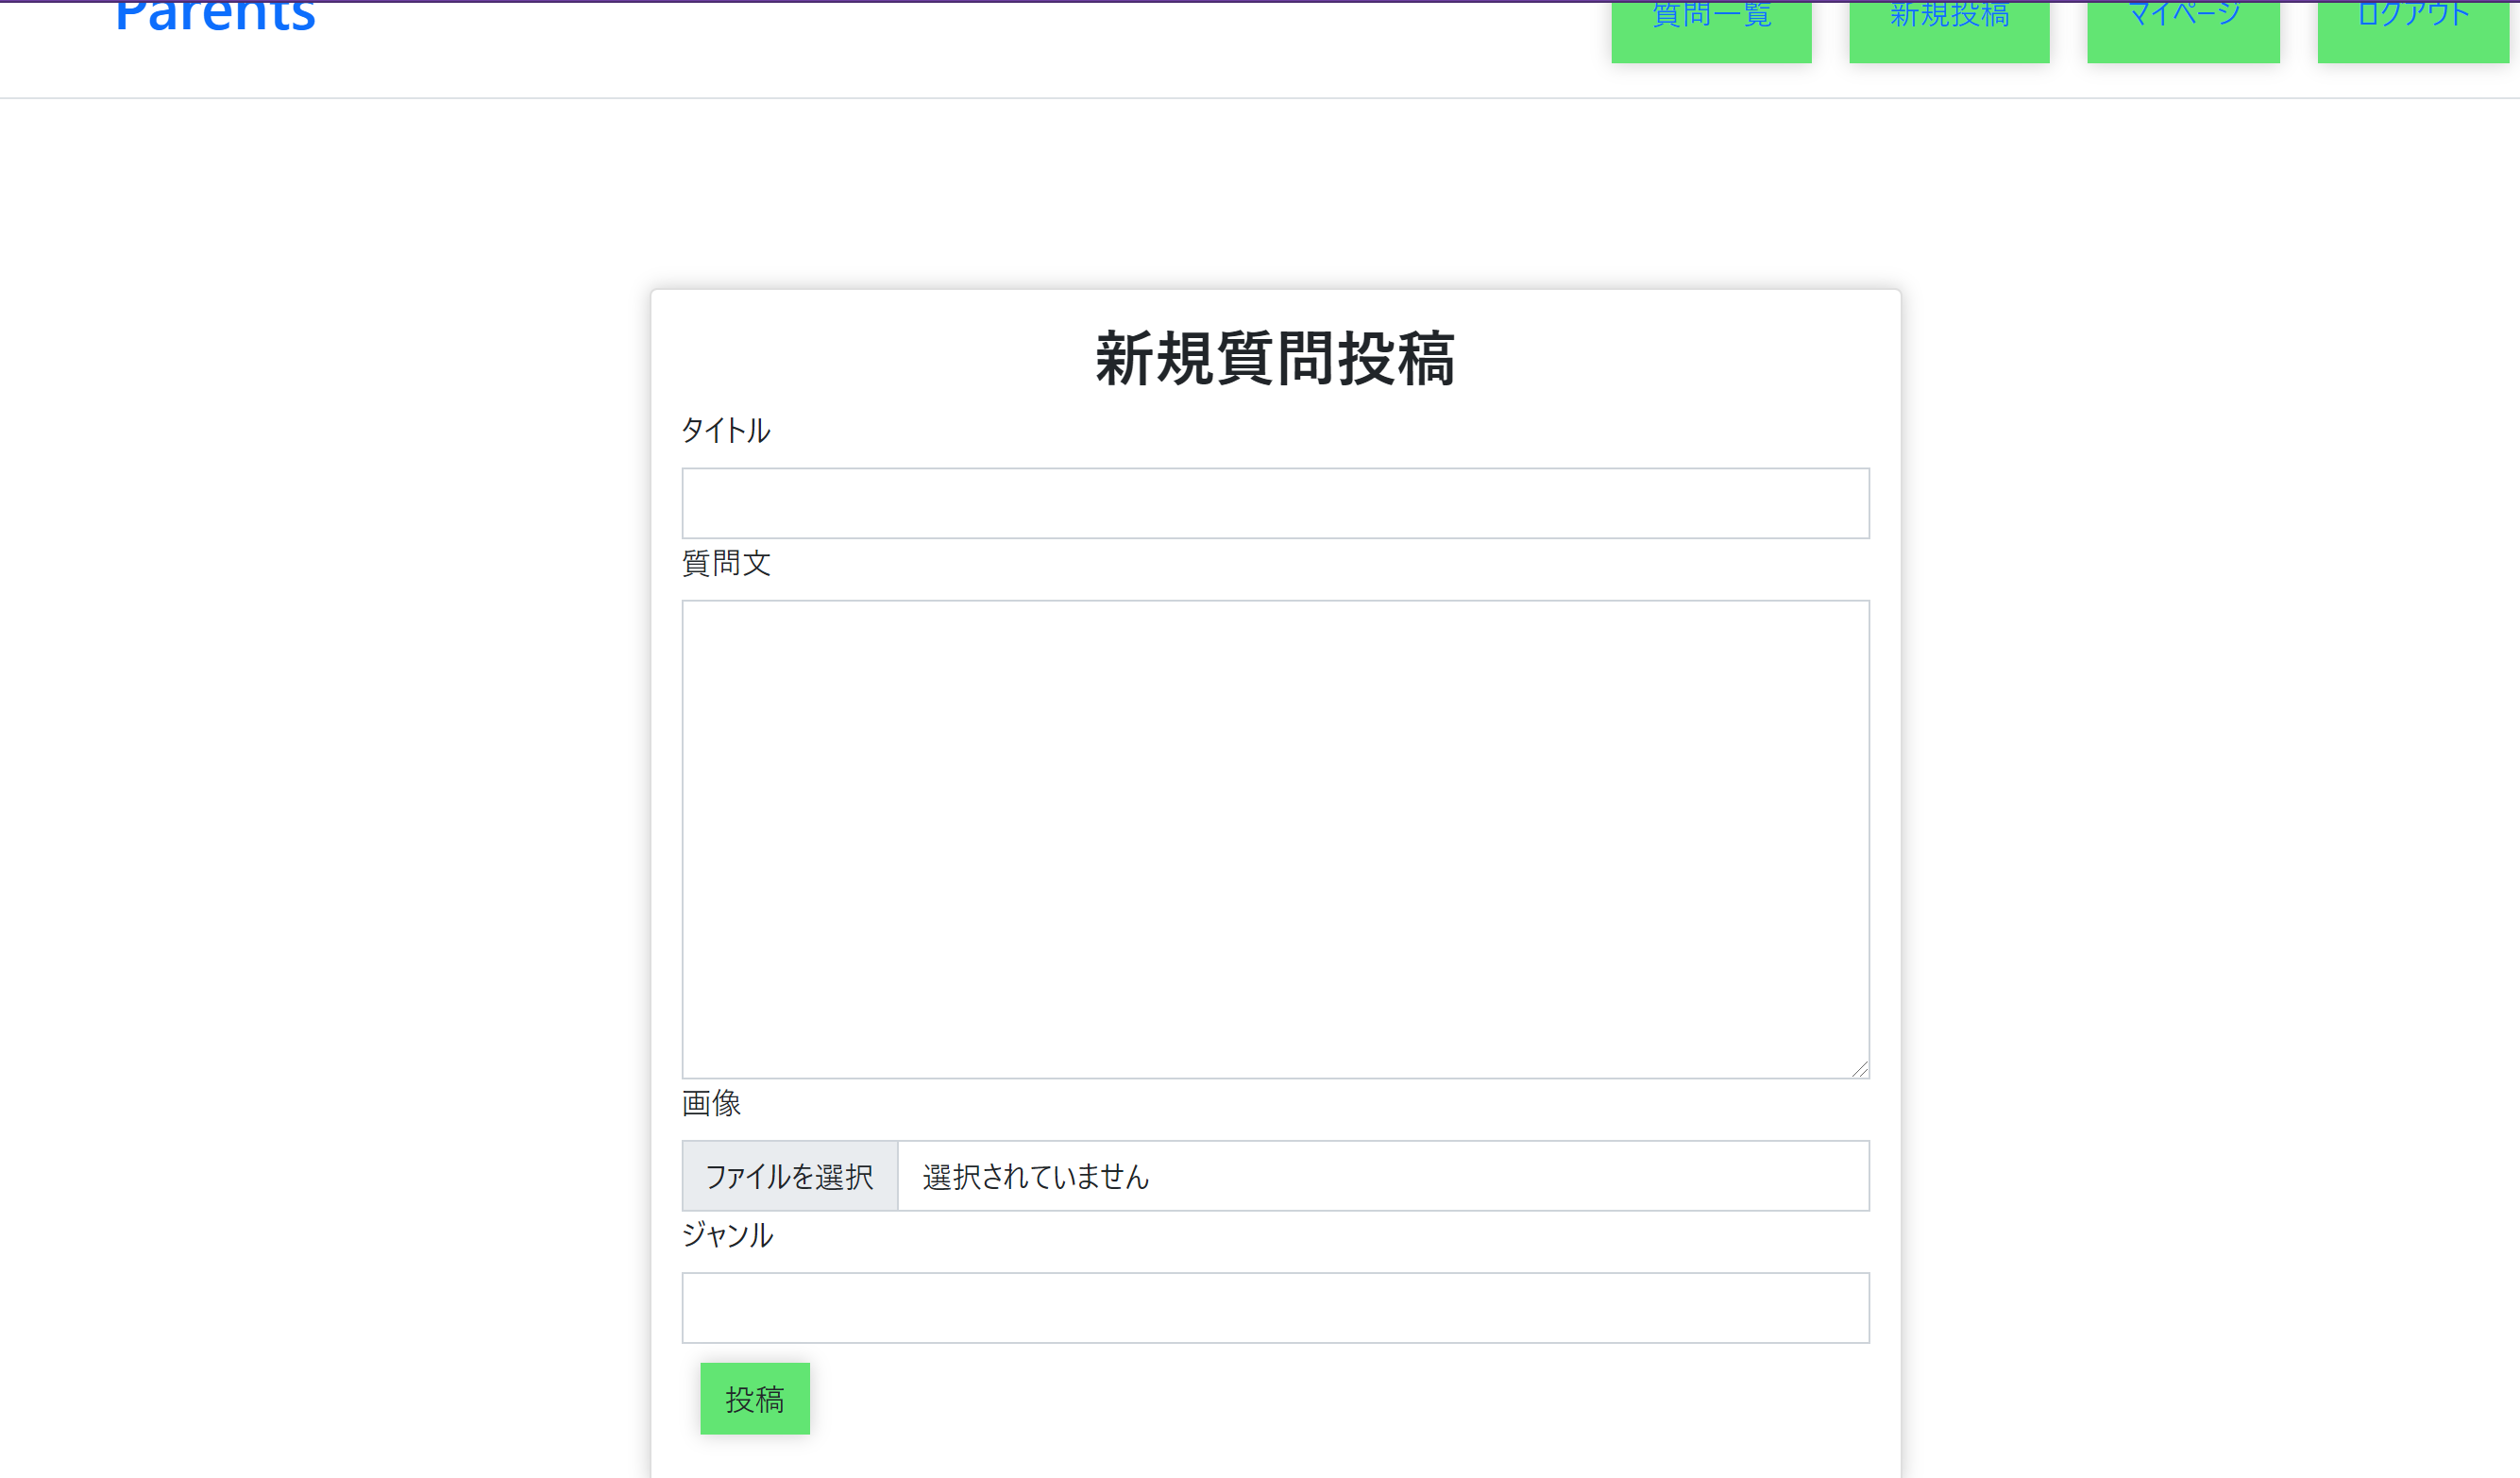 Parents
質問一覧
新規投稿
マイページ
ログアウト
新規質問投稿
タイトル
質問文
画像
ファイルを選択 選択されていません
ジャンル
投稿